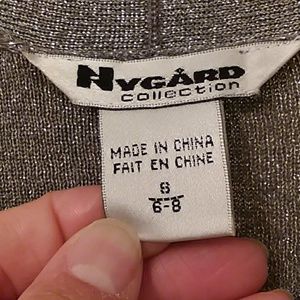 NYGÅRD
Collection
MADE IN CHINA
FAIT EN CHINE
S
6-8